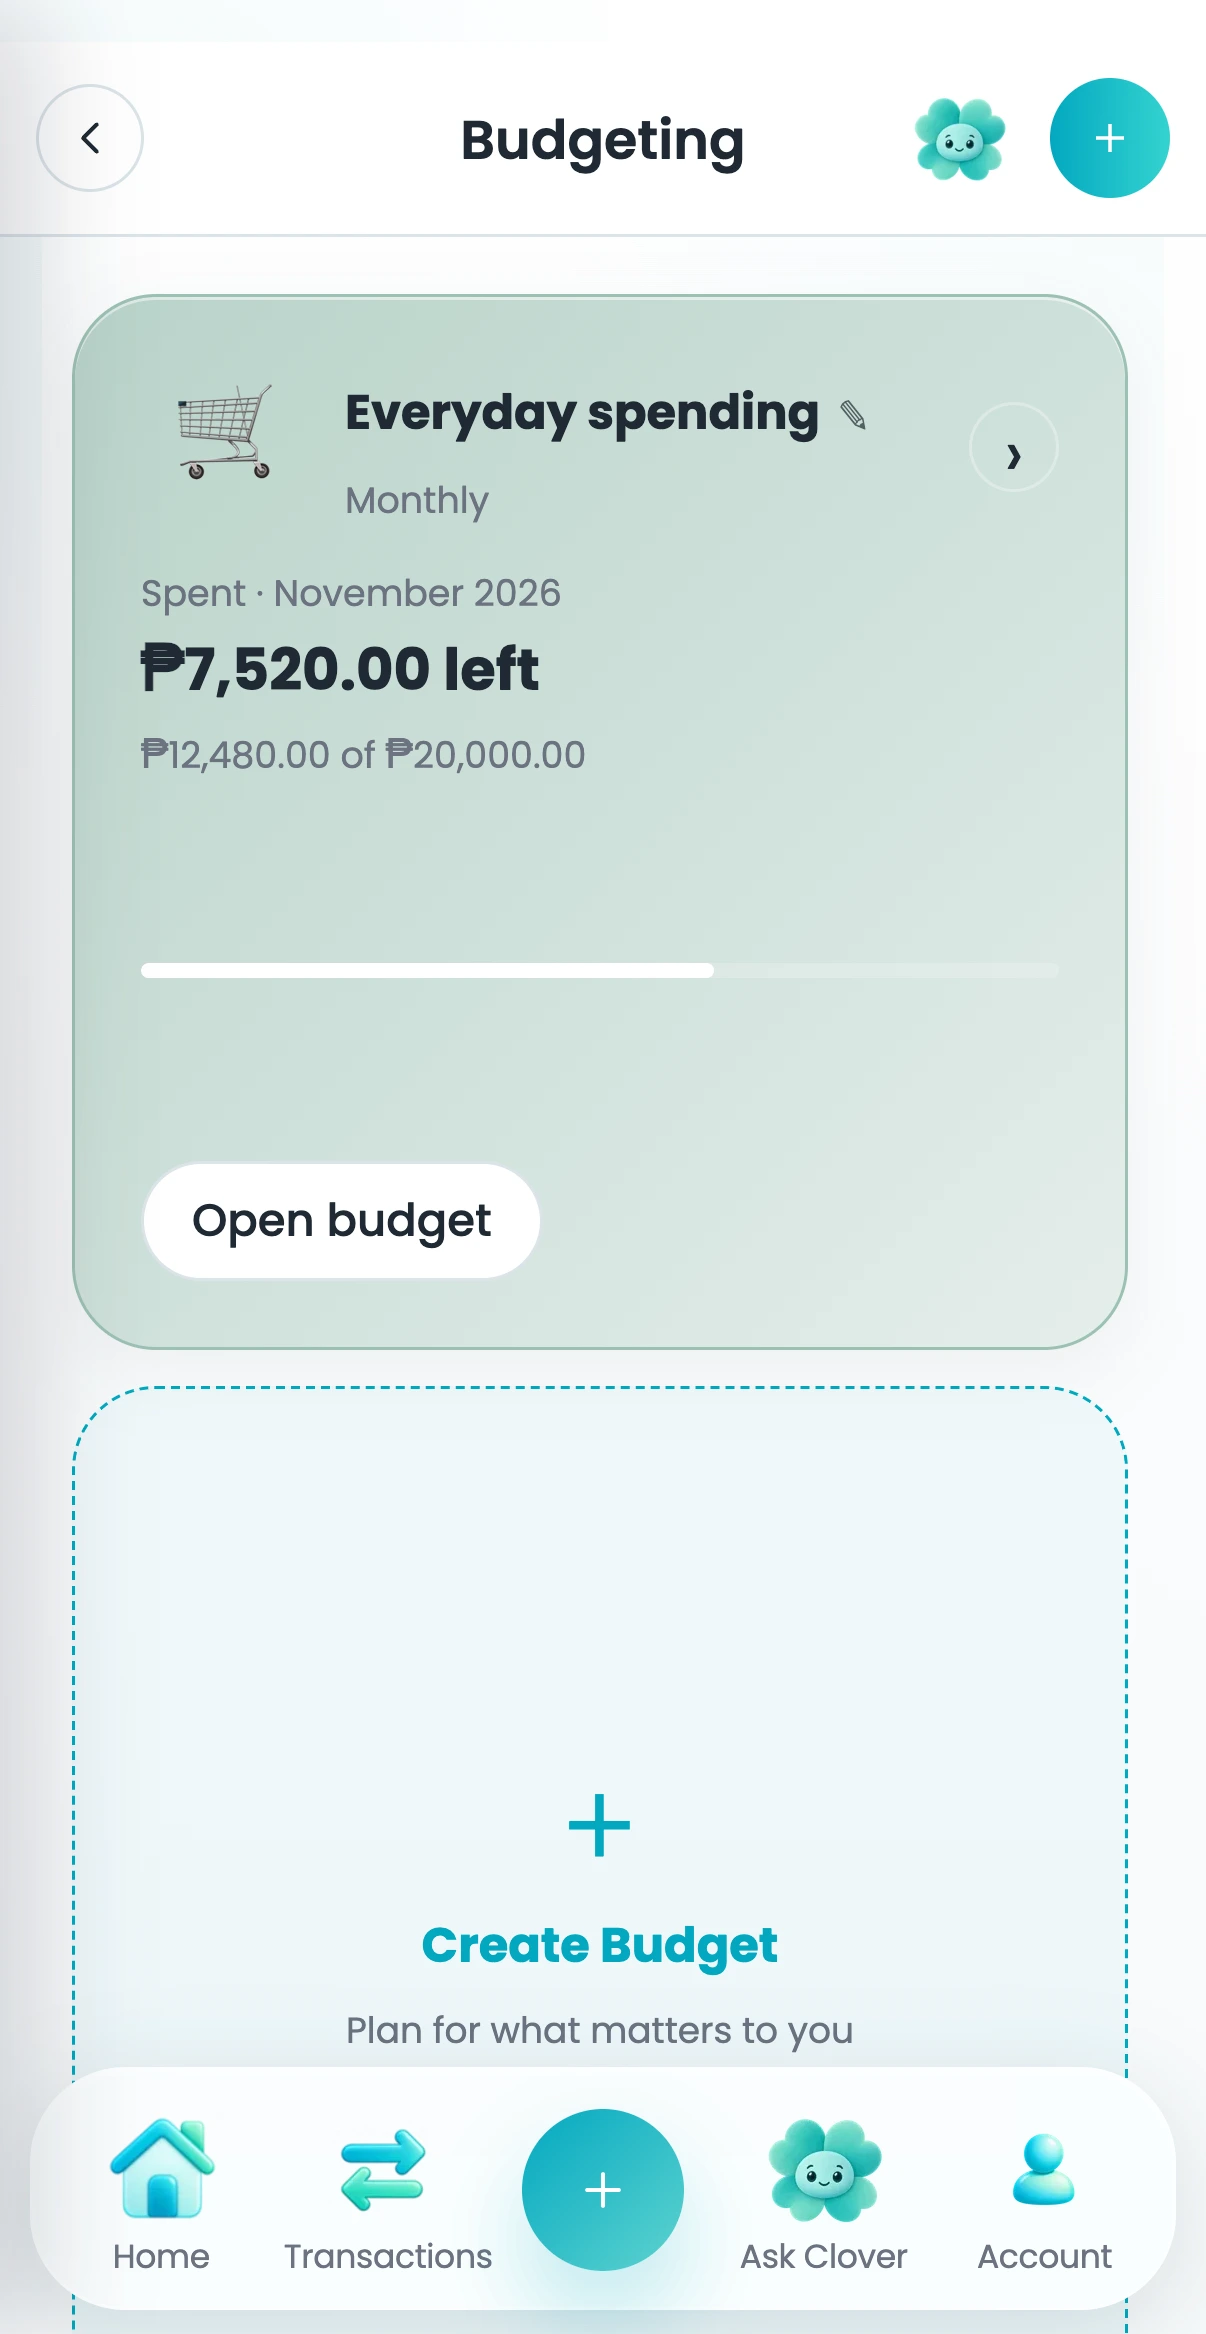 Budgeting
Everyday spending
Monthly
Spent · November 2026
₱7,520.00 left
₱12,480.00 of ₱20,000.00
Open budget
Create Budget
Plan for what matters to you
Home
Transactions
Ask Clover
Account